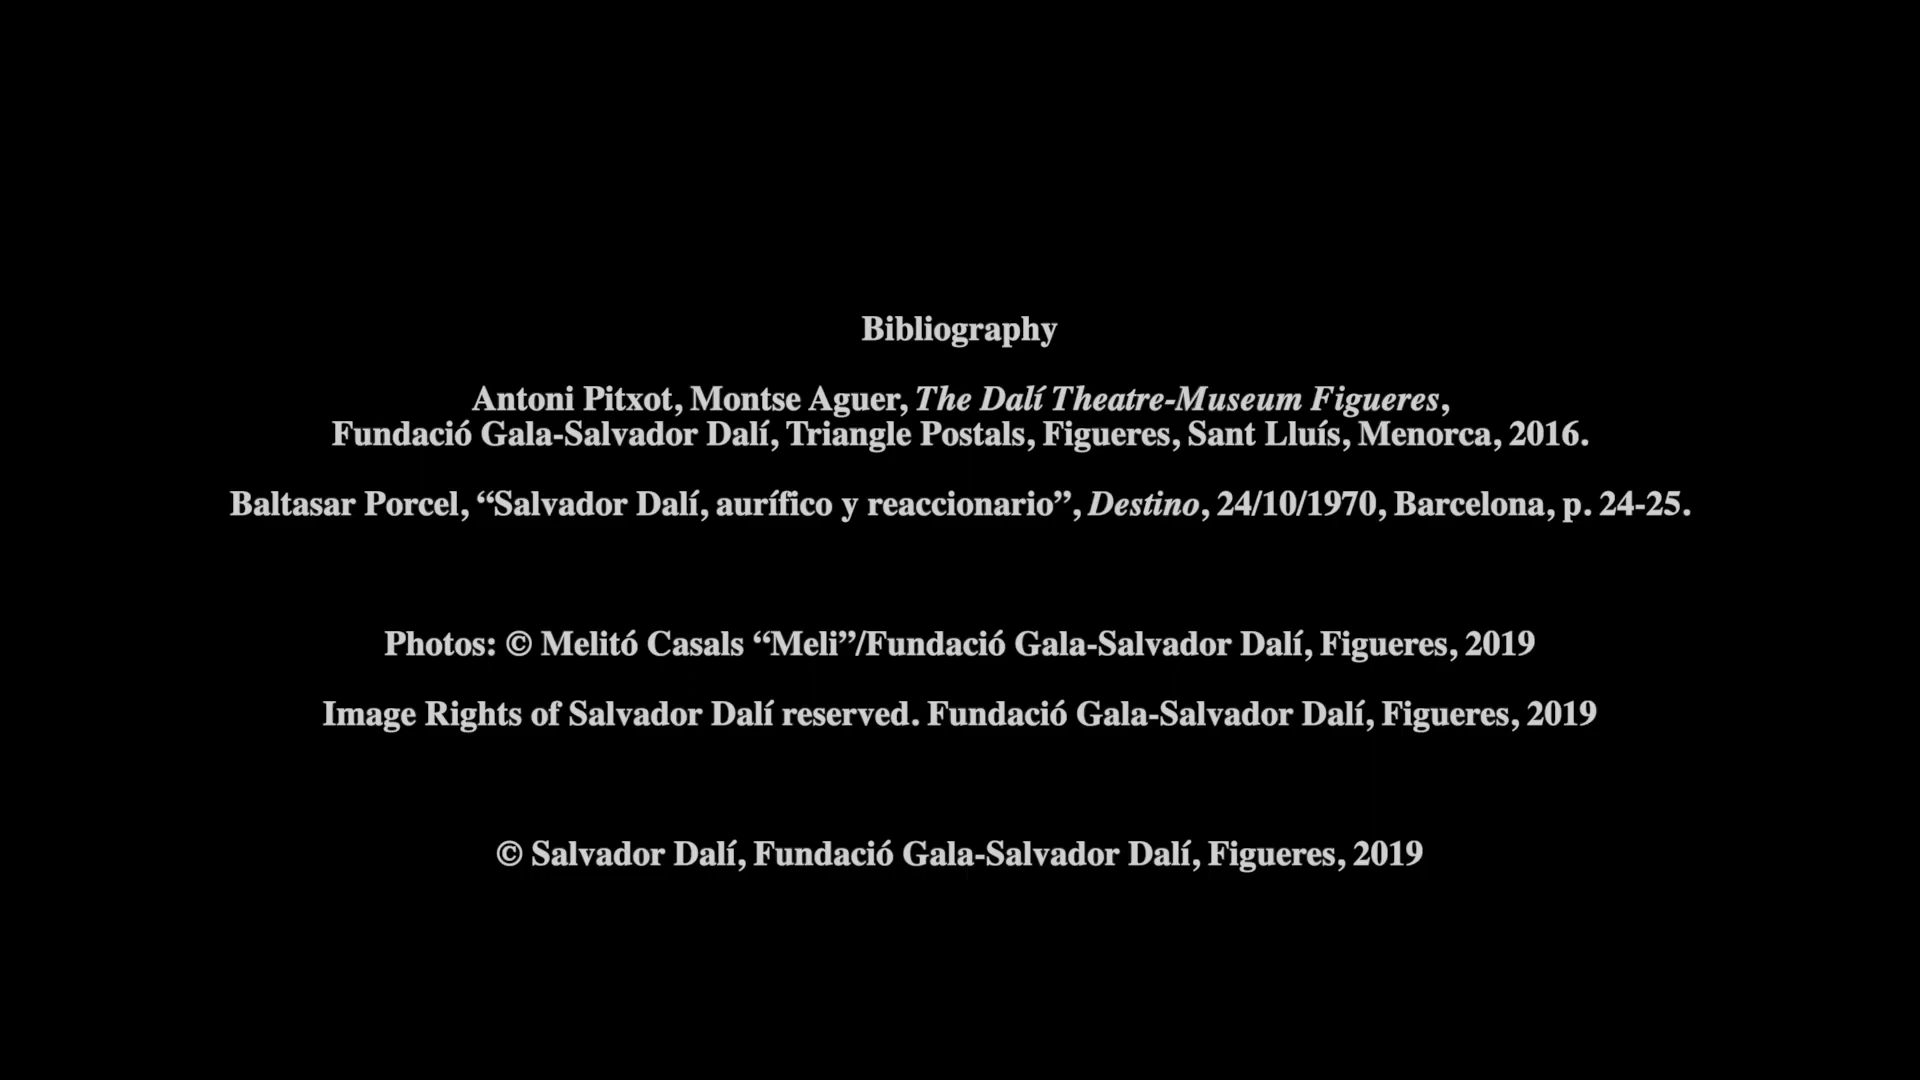 Bibliography
Antoni Pitxot, Montse Aguer, The Dalí Theatre-Museum Figueres,
Fundació Gala-Salvador Dalí, Triangle Postals, Figueres, Sant Lluís, Menorca, 2016.
Baltasar Porcel, “Salvador Dalí, aurífico y reaccionario”, Destino, 24/10/1970, Barcelona, p. 24-25.
Photos: © Melitó Casals “Meli”/Fundació Gala-Salvador Dalí, Figueres, 2019
Image Rights of Salvador Dalí reserved. Fundació Gala-Salvador Dalí, Figueres, 2019
© Salvador Dalí, Fundació Gala-Salvador Dalí, Figueres, 2019